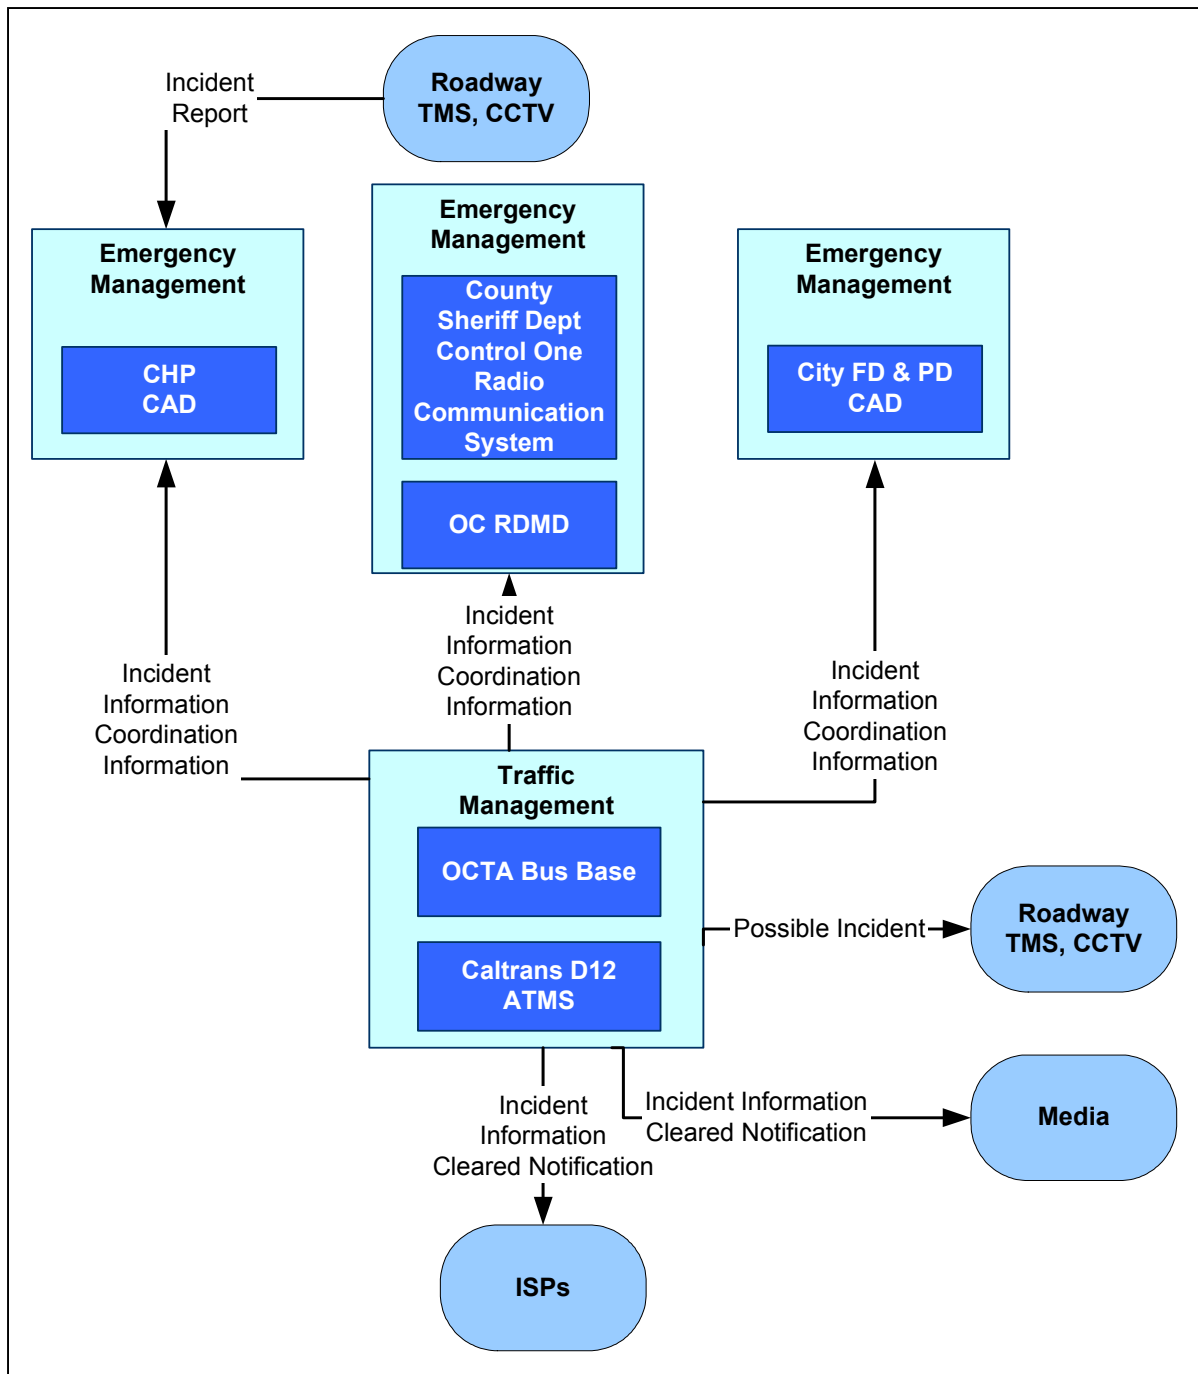 Incident
Report
Roadway
TMS, CCTV
Emergency
Management
CHP
CAD
Emergency
Management
County
Sheriff Dept
Control One
Radio
Communication
System
OC RDMD
Emergency
Management
City FD & PD
CAD
Incident
Information
Coordination
Information
Incident
Information
Coordination
Information
Incident
Information
Coordination
Information
Traffic
Management
OCTA Bus Base
Caltrans D12
ATMS
Possible Incident
Roadway
TMS, CCTV
Incident
Information
Cleared Notification
Incident Information
Cleared Notification
Media
ISPs